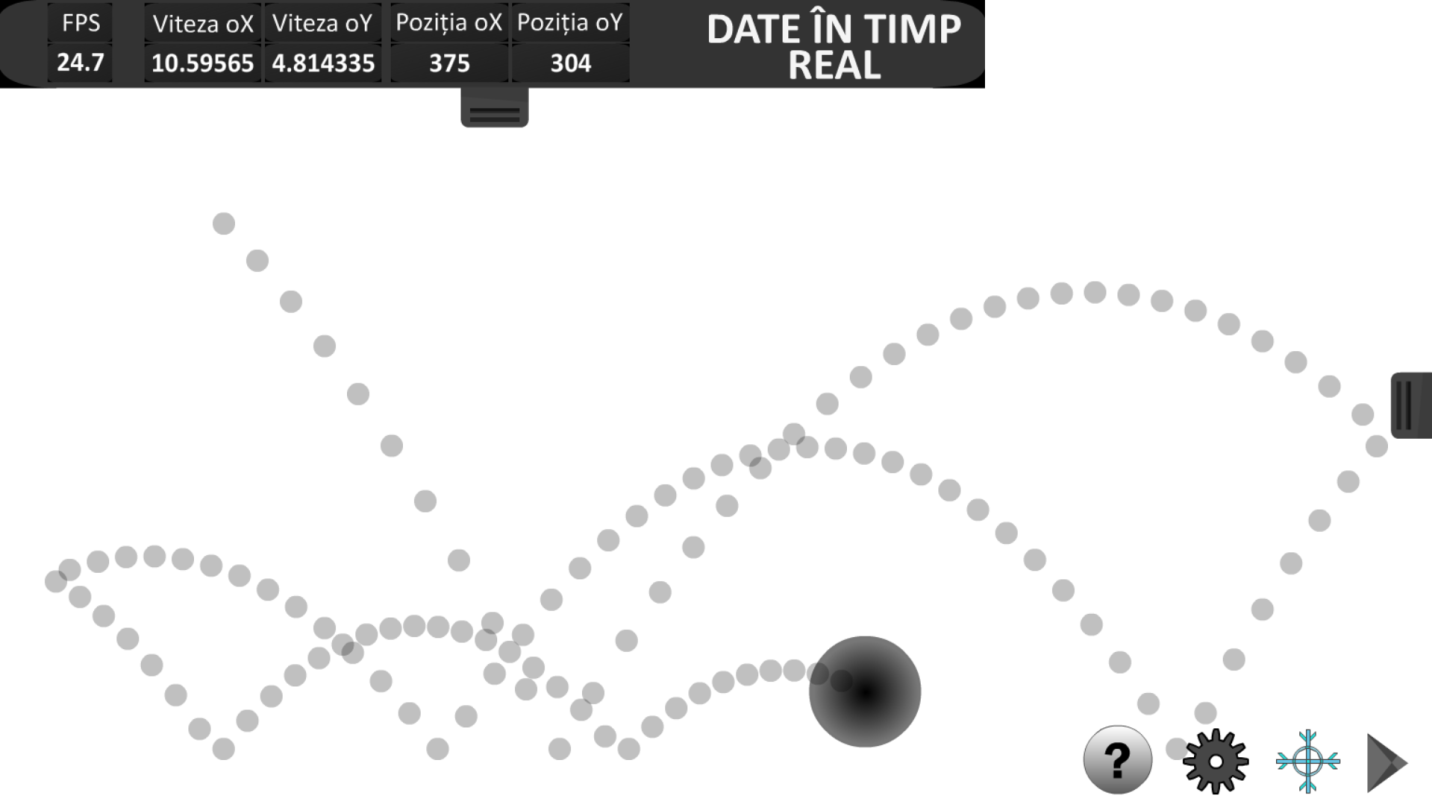 FPS Viteza oX Viteza oY Poziția oX Poziția oY
24.7 10.59565 4.814335 375 304
DATE ÎN TIMP
REAL
?